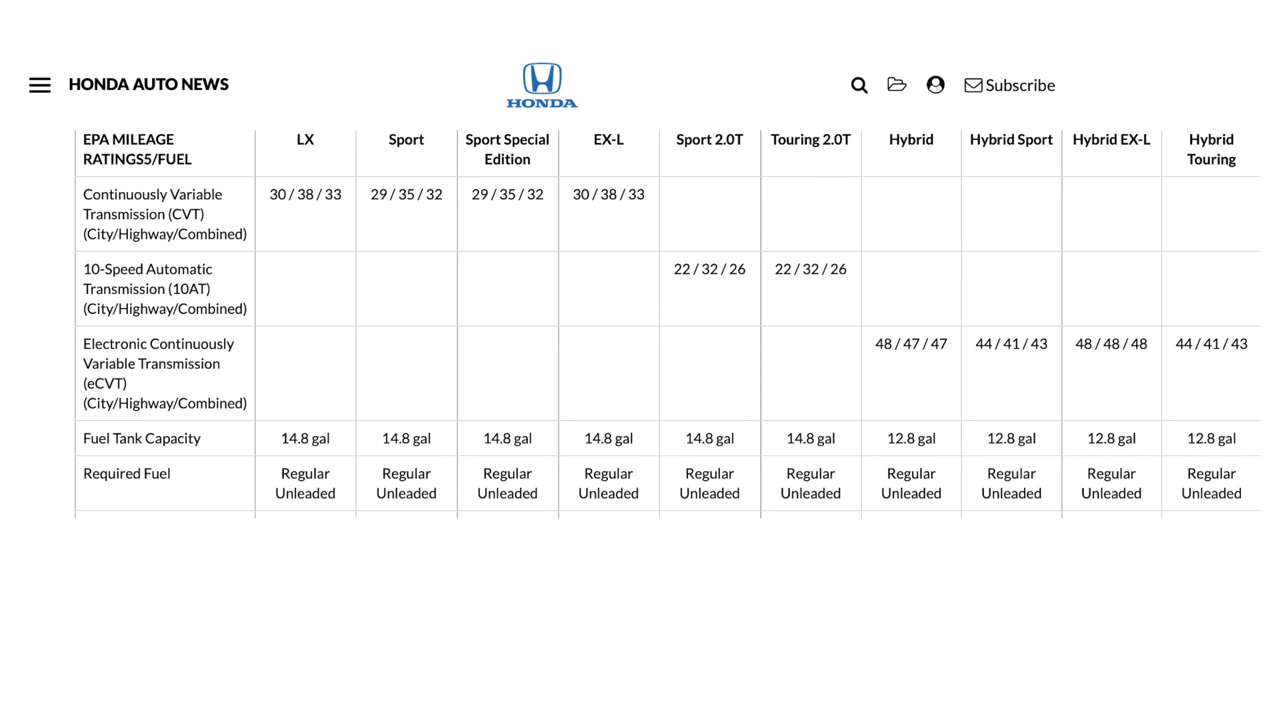 HONDA AUTO NEWS
HONDA
Subscribe
EPA MILEAGE RATINGS5/FUEL LX Sport Sport Special Edition EX-L Sport 2.0T Touring 2.0T Hybrid Hybrid Sport Hybrid EX-L Hybrid Touring
Continuously Variable Transmission (CVT) (City/Highway/Combined) 30 / 38 / 33 29 / 35 / 32 29 / 35 / 32 30 / 38 / 33
10-Speed Automatic Transmission (10AT) (City/Highway/Combined) 22 / 32 / 26 22 / 32 / 26
Electronic Continuously Variable Transmission (eCVT) (City/Highway/Combined) 48 / 47 / 47 44 / 41 / 43 48 / 48 / 48 44 / 41 / 43
Fuel Tank Capacity 14.8 gal 14.8 gal 14.8 gal 14.8 gal 14.8 gal 14.8 gal 12.8 gal 12.8 gal 12.8 gal 12.8 gal
Required Fuel Regular Unleaded Regular Unleaded Regular Unleaded Regular Unleaded Regular Unleaded Regular Unleaded Regular Unleaded Regular Unleaded Regular Unleaded Regular Unleaded